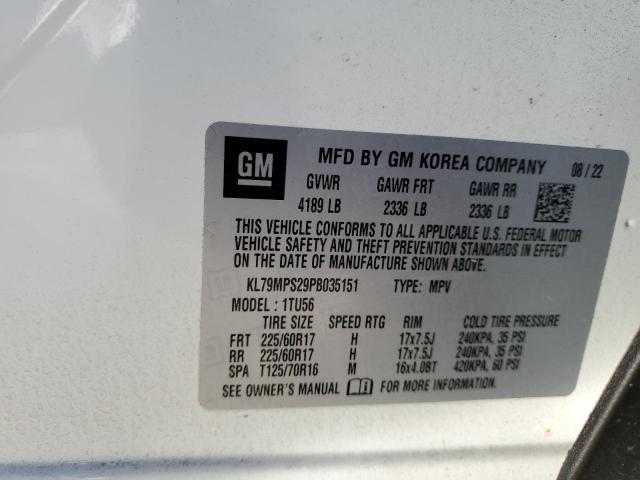 GM MFD BY GM KOREA COMPANY 08/22
GVWR GAWR FRT GAWR RR
4189 LB 2336 LB 2336 LB
THIS VEHICLE CONFORMS TO ALL APPLICABLE U.S. FEDERAL MOTOR
VEHICLE SAFETY AND THEFT PREVENTION STANDARDS IN EFFECT
ON THE DATE OF MANUFACTURE SHOWN ABOVE.
KL79MPS29PB035151 TYPE: MPV
MODEL: 1TU56
TIRE SIZE SPEED RTG RIM COLD TIRE PRESSURE
FRT 225/60R17 H 17x7.5J 240KPA, 35 PSI
RR 225/60R17 H 17x7.5J 240KPA, 35 PSI
SPA T125/70R16 M 16x4.08T 420KPA, 60 PSI
SEE OWNER'S MANUAL FOR MORE INFORMATION.